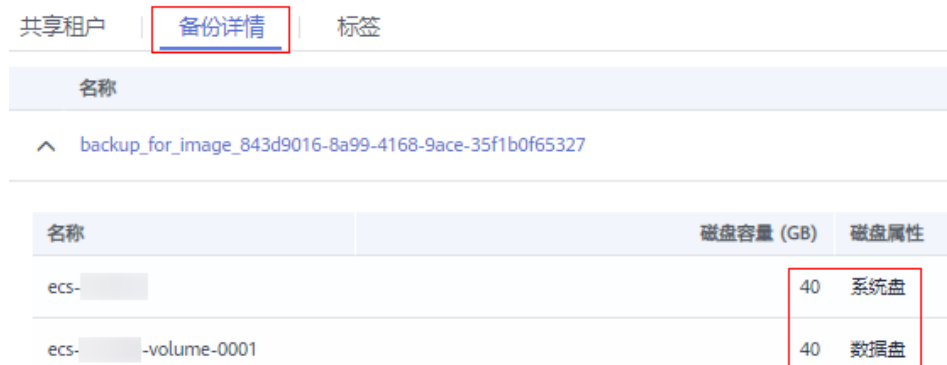 共享租户 备份详情 标签
名称
backup_for_image_843d9016-8a99-4168-9ace-35f1b0f65327
名称 磁盘容量 (GB) 磁盘属性
ecs- 40 系统盘
ecs- -volume-0001 40 数据盘